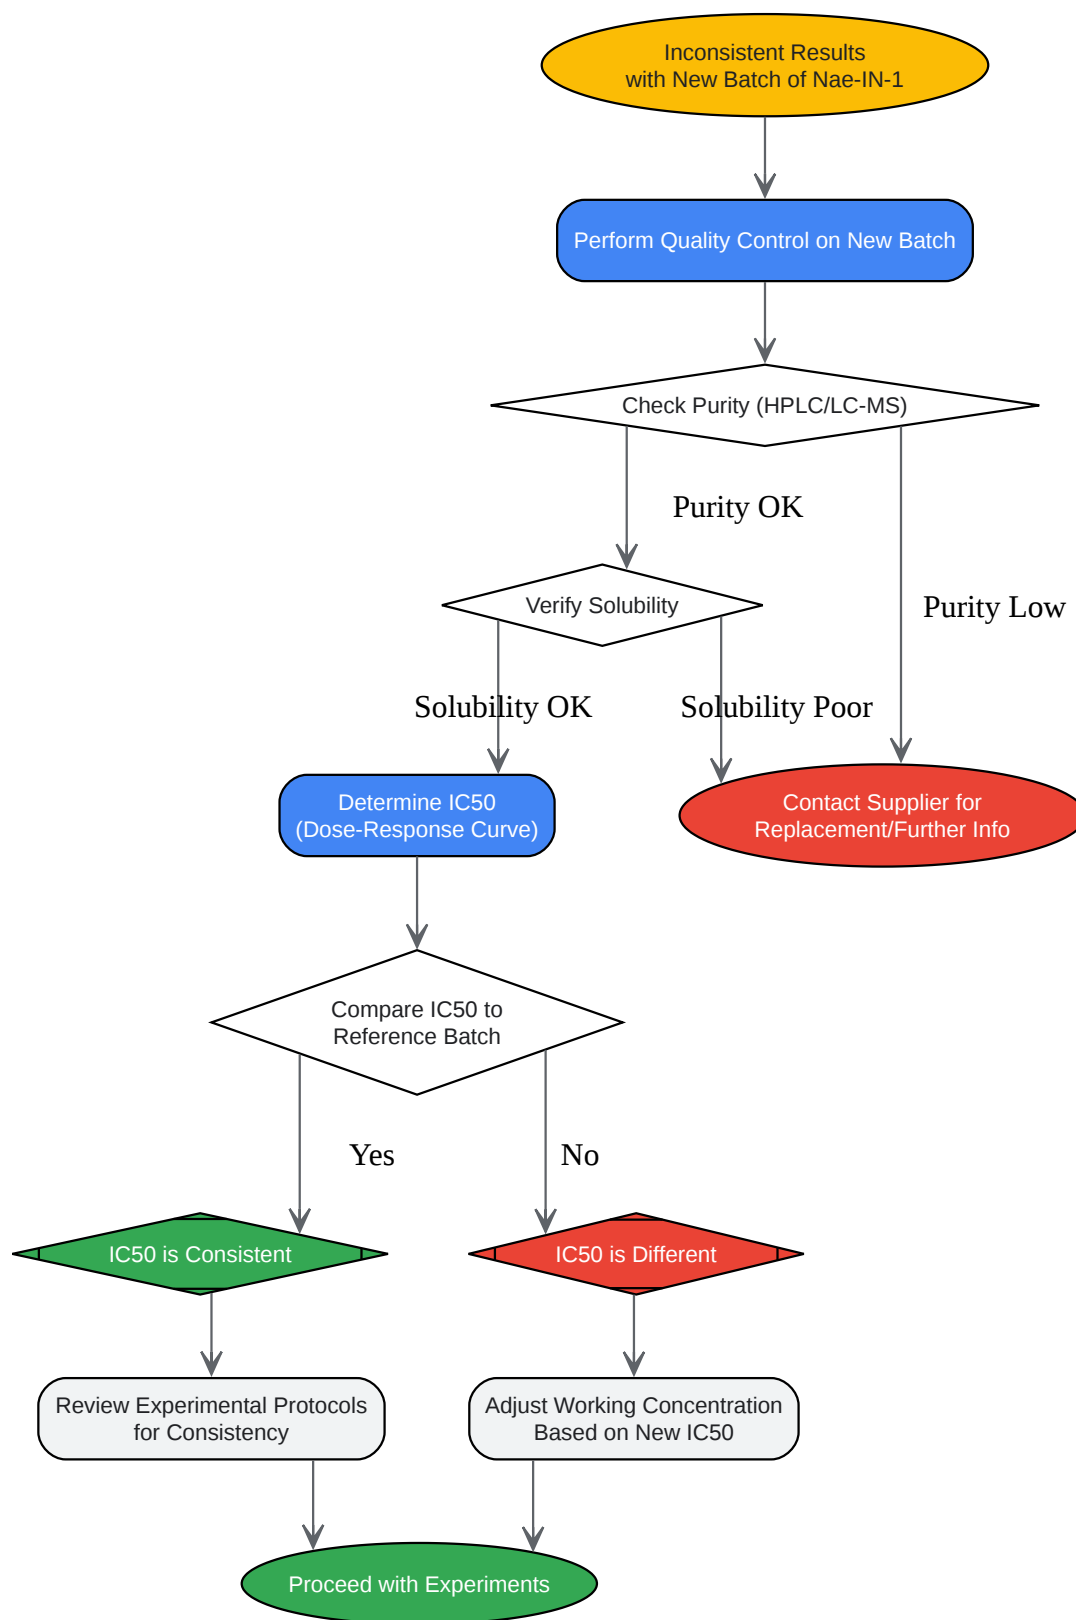 Inconsistent Results
with New Batch of Nae-IN-1
Perform Quality Control on New Batch
Check Purity (HPLC/LC-MS)
Purity OK
Purity Low
Verify Solubility
Solubility OK
Solubility Poor
Determine IC50
(Dose-Response Curve)
Contact Supplier for
Replacement/Further Info
Compare IC50 to
Reference Batch
Yes
No
IC50 is Consistent
IC50 is Different
Review Experimental Protocols
for Consistency
Adjust Working Concentration
Based on New IC50
Proceed with Experiments